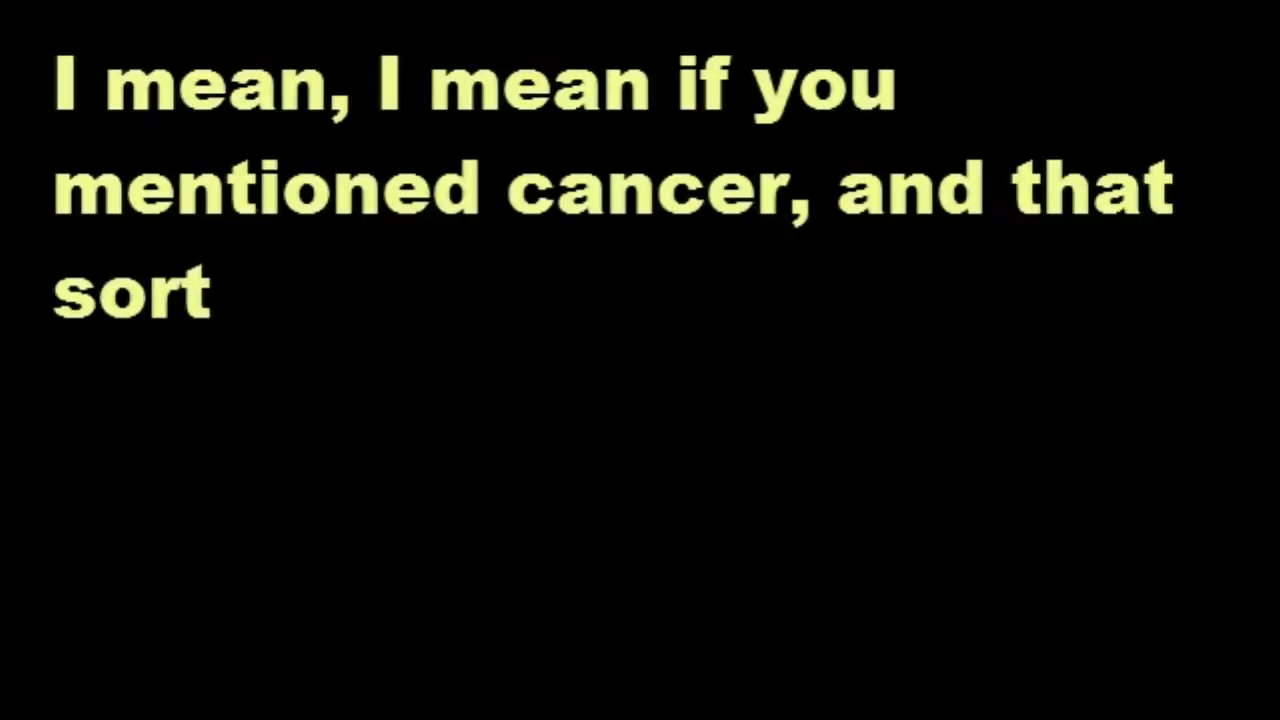 I mean, I mean if you
mentioned cancer, and that
sort